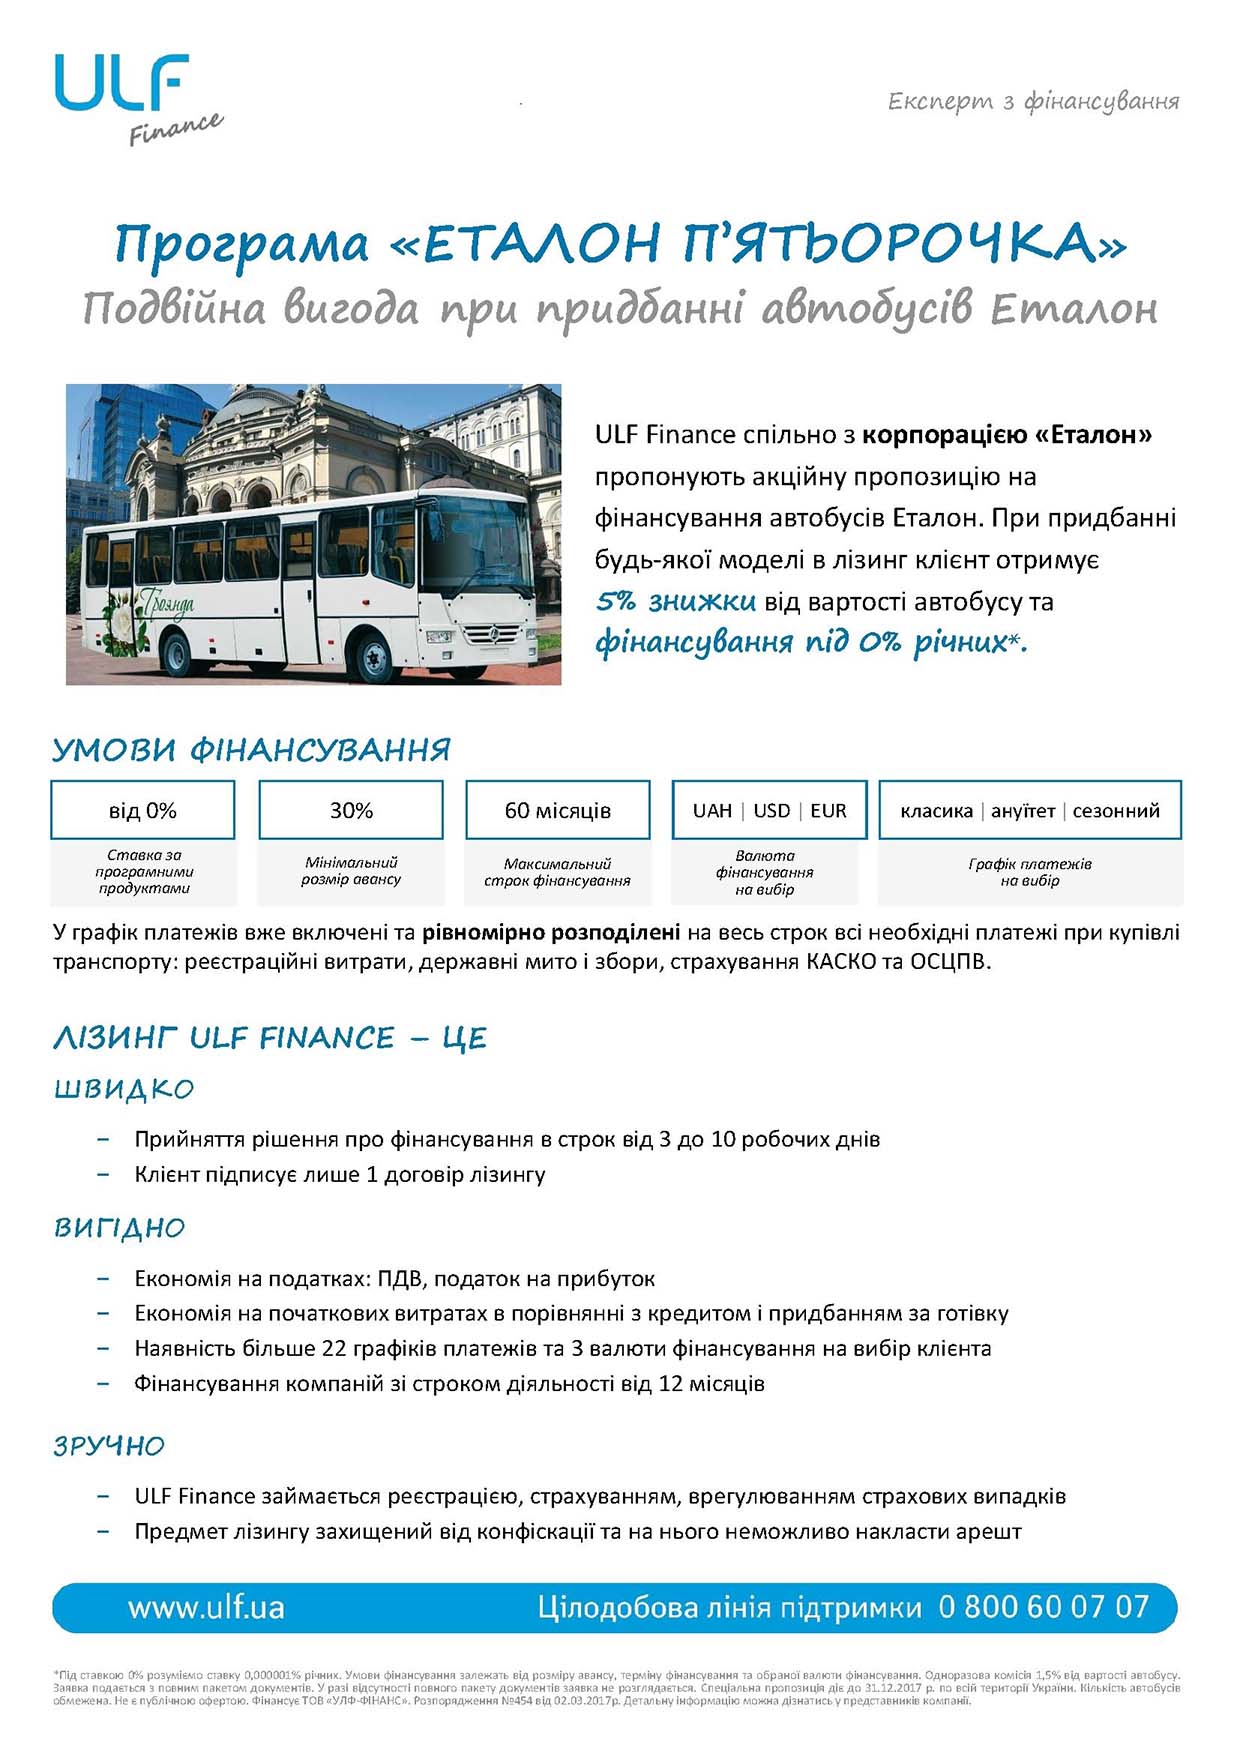 ULF
Finance
Експерт з фінансування
Програма «ЕТАЛОН П’ЯТЬОРОЧКА»
Подвійна вигода при придбанні автобусів Еталон
Троянда
ULF Finance спільно з корпорацією «Еталон»
пропонують акційну пропозицію на
фінансування автобусів Еталон. При придбанні
будь-якої моделі в лізинг клієнт отримує
5% знижки від вартості автобусу та
фінансування під 0% річних*.
УМОВИ ФІНАНСУВАННЯ
від 0%
Ставка за
програмними
продуктами
30%
Мінімальний
розмір авансу
60 місяців
Максимальний
строк фінансування
UAH | USD | EUR
Валюта
фінансування
на вибір
класика | ануїтет | сезонний
Графік платежів
на вибір
У графік платежів вже включені та рівномірно розподілені на весь строк всі необхідні платежі при купівлі
транспорту: реєстраційні витрати, державні мито і збори, страхування КАСКО та ОСЦПВ.
ЛІЗИНГ ULF FINANCE – ЦЕ
ШВИДКО
– Прийняття рішення про фінансування в строк від 3 до 10 робочих днів
– Клієнт підписує лише 1 договір лізингу
ВИГІДНО
– Економія на податках: ПДВ, податок на прибуток
– Економія на початкових витратах в порівнянні з кредитом і придбанням за готівку
– Наявність більше 22 графіків платежів та 3 валюти фінансування на вибір клієнта
– Фінансування компаній зі строком діяльності від 12 місяців
ЗРУЧНО
– ULF Finance займається реєстрацією, страхуванням, врегулюванням страхових випадків
– Предмет лізингу захищений від конфіскації та на нього неможливо накласти арешт
www.ulf.ua
Цілодобова лінія підтримки 0 800 60 07 07
*Під ставкою 0% розуміємо ставку 0,000001% річних. Умови фінансування залежать від розміру авансу, терміну фінансування та обраної валюти фінансування. Одноразова комісія 1,5% від вартості автобусу.
Заявка подається з повним пакетом документів. У разі відсутності повного пакету документів заявка не розглядається. Спеціальна пропозиція діє до 31.12.2017 р. по всій території України. Кількість автобусів
обмежена. Не є публічною офертою. Фінансує ТОВ «УЛФ-ФІНАНС». Розпорядження №454 від 02.03.2017р. Детальну інформацію можна дізнатись у представників компанії.